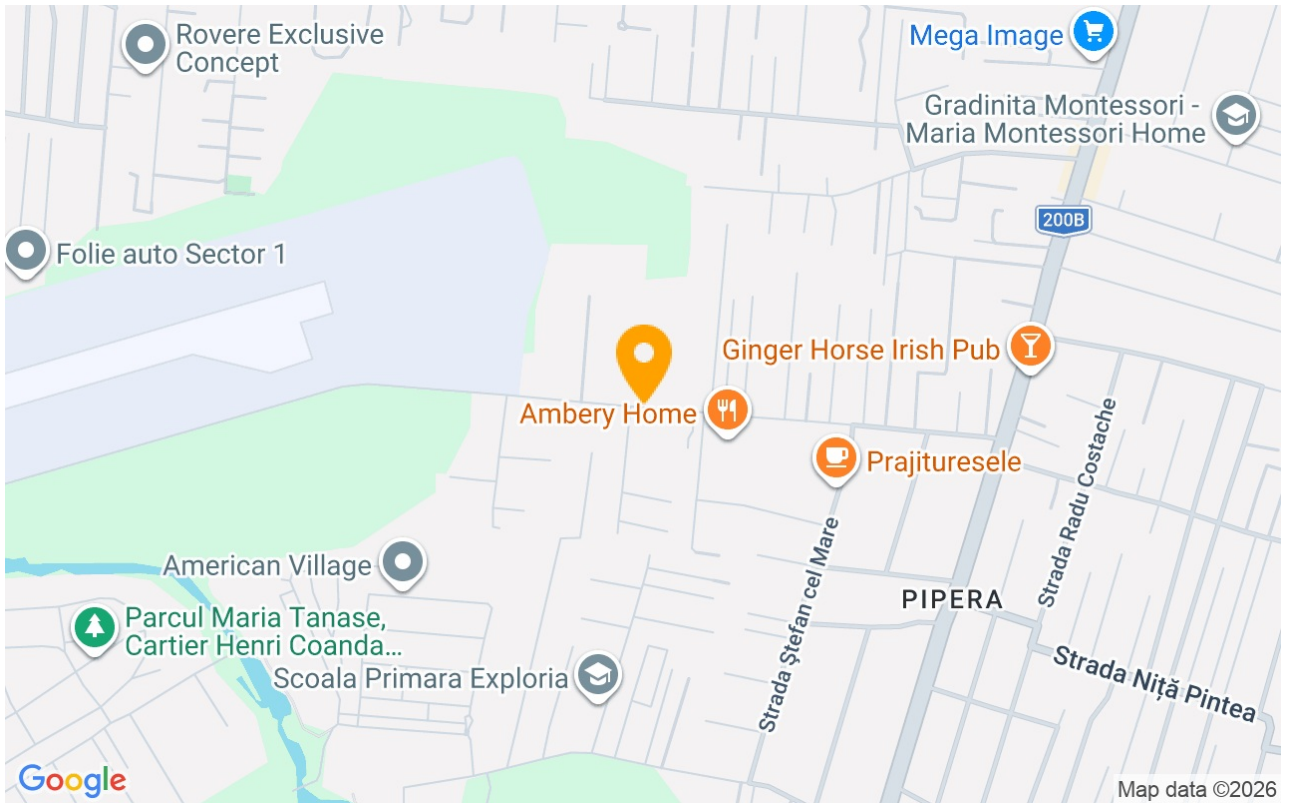 Rovere Exclusive
Concept
Mega Image
Gradinita Montessori -
Maria Montessori Home
200B
Folie auto Sector 1
Ginger Horse Irish Pub
Ambery Home
Prajituresele
Strada Radu Costache
American Village
Strada Ștefan cel Mare
PIPERA
Parcul Maria Tanase,
Cartier Henri Coanda...
Scoala Primara Exploria
Strada Niță Pintea
Google
Map data ©2026